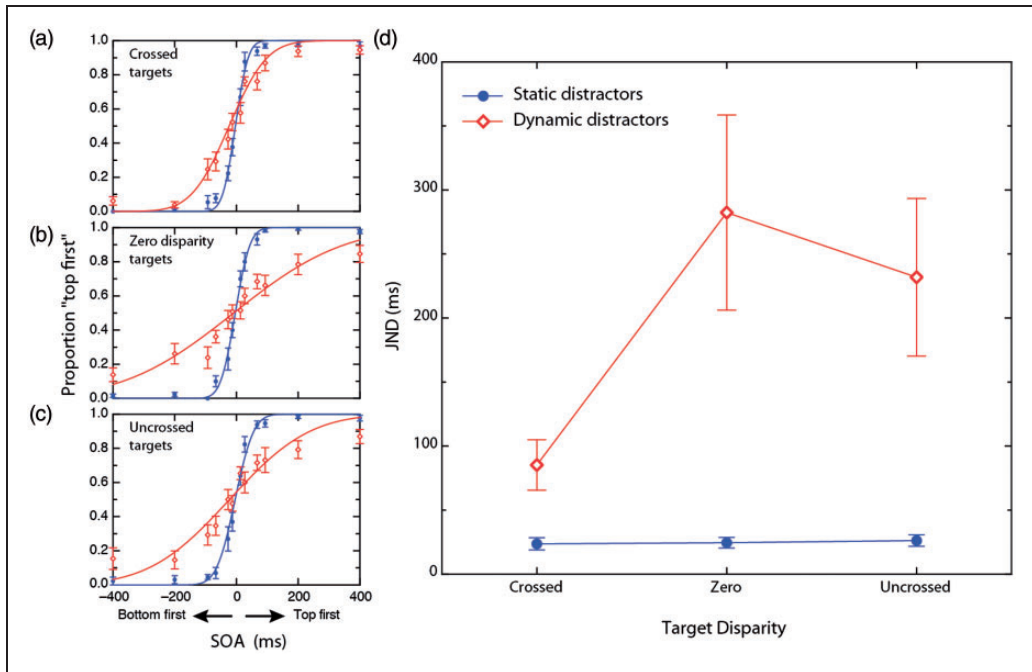 (a)
Crossed
targets
1.0
0.8
0.6
0.4
0.2
0.0
(b)
Zero disparity
targets
1.0
0.8
0.6
0.4
0.2
0.0
(c)
Uncrossed
targets
1.0
0.8
0.6
0.4
0.2
0.0
Proportion "top first"
−400 −200 0 200 400
Bottom first Top first
SOA (ms)
(d)
400
300
200
100
0
JND (ms)
Static distractors
Dynamic distractors
Crossed Zero Uncrossed
Target Disparity